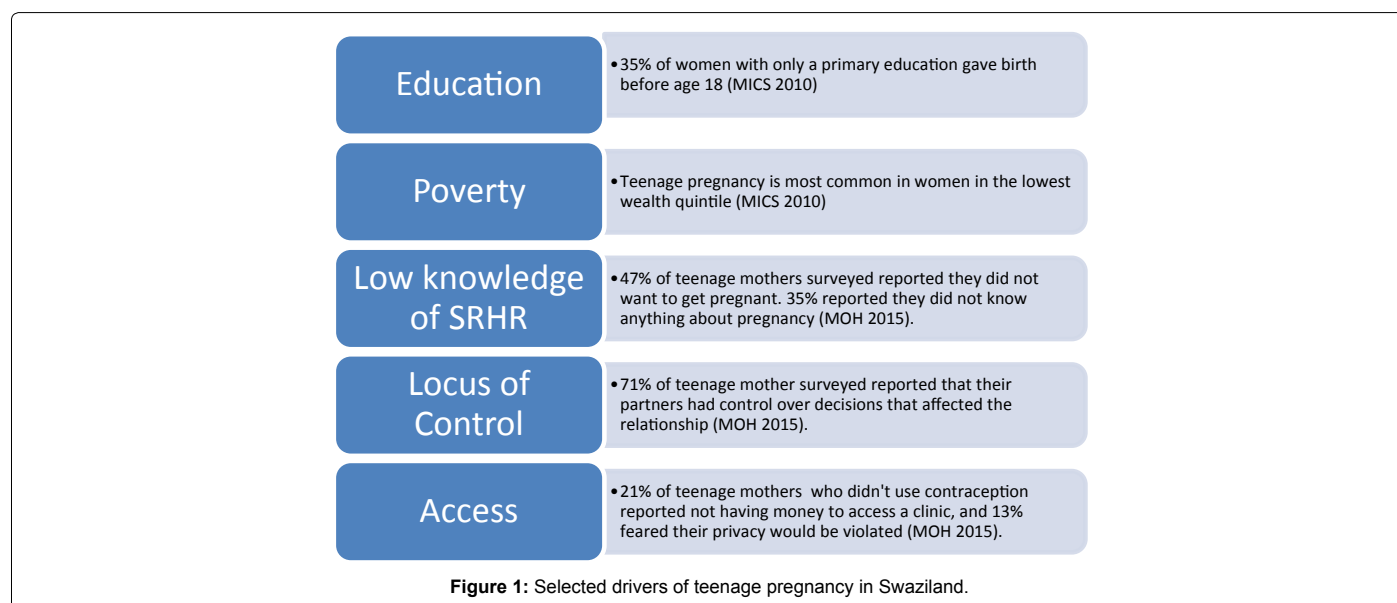 Education
•35% of women with only a primary education gave birth
before age 18 (MICS 2010)
Poverty
•Teenage pregnancy is most common in women in the lowest
wealth quintile (MICS 2010)
Low knowledge
of SRHR
•47% of teenage mothers surveyed reported they did not
want to get pregnant. 35% reported they did not know
anything about pregnancy (MOH 2015).
Locus of
Control
•71% of teenage mother surveyed reported that their
partners had control over decisions that affected the
relationship (MOH 2015).
Access
•21% of teenage mothers  who didn't use contraception
reported not having money to access a clinic, and 13%
feared their privacy would be violated (MOH 2015).
Figure 1: Selected drivers of teenage pregnancy in Swaziland.